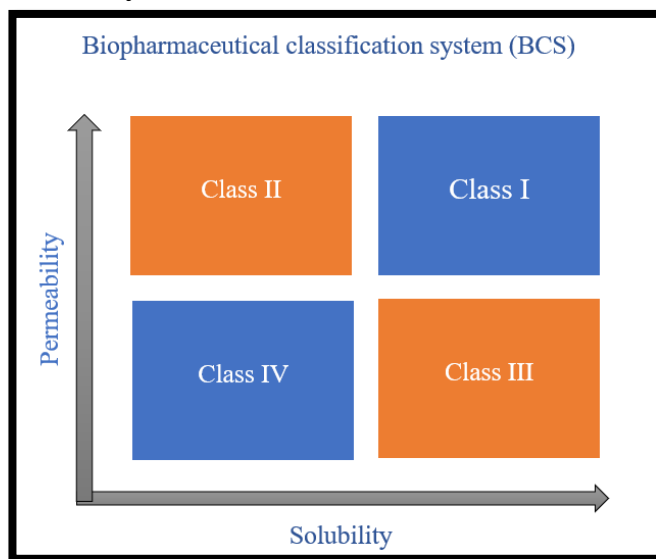 Biopharmaceutical classification system (BCS)
Class II
Class I
Permeability
Class IV
Class III
Solubility